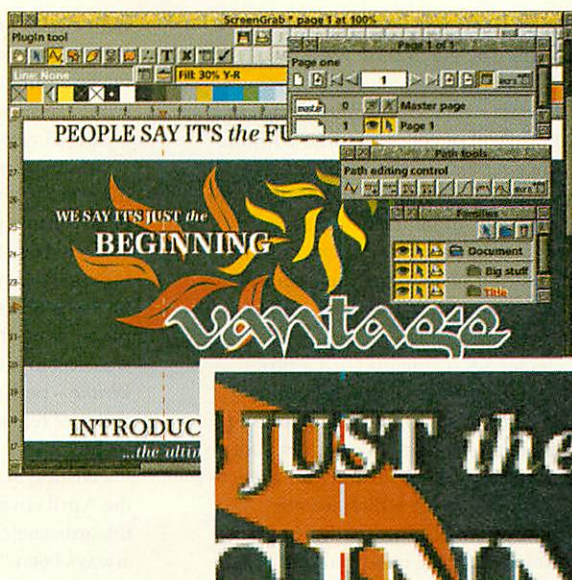 ScreenGrab * page 1 at 100%
Plugin tool
Line: None
Fill: 30% Y-R
Page 1 of 1
Page one
1
master 0 Master page
1 Page 1
Path tools
Path editing control
Families
Document
Big stuff
Title
PEOPLE SAY IT'S the
WE SAY IT'S JUST the
BEGINNING
vantage
INTRODUC
...the ultim
JUST the